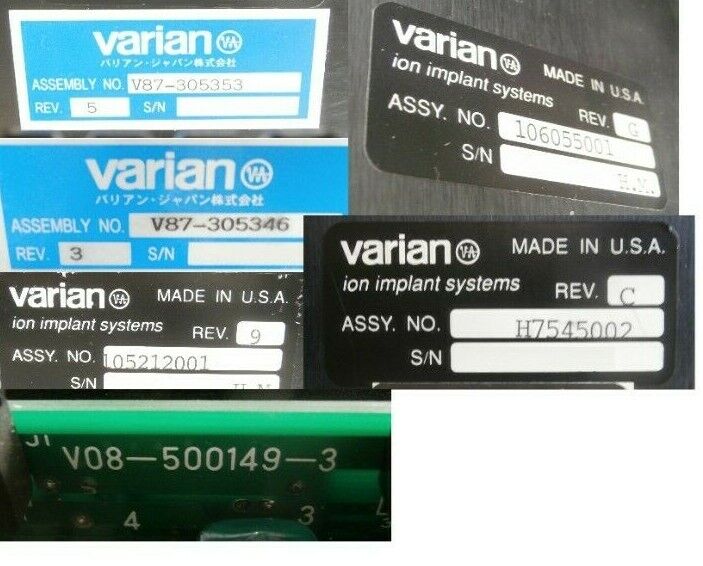 varian
バリアン・ジャパン株式会社
ASSEMBLY NO. V87-305353
REV. 5 S/N
varian
ion implant systems MADE IN U.S.A.
ASSY. NO. 106055001 REV. G
S/N H.M.
varian
バリアン・ジャパン株式会社
ASSEMBLY NO. V87-305346
REV. 3 S/N
varian MADE IN U.S.A.
ion implant systems REV. C
ASSY. NO. H7545002
S/N
varian MADE IN U.S.A.
ion implant systems REV. 9
ASSY. NO. 105212001
S/N H.M
J1
V08-500149-3
4 3